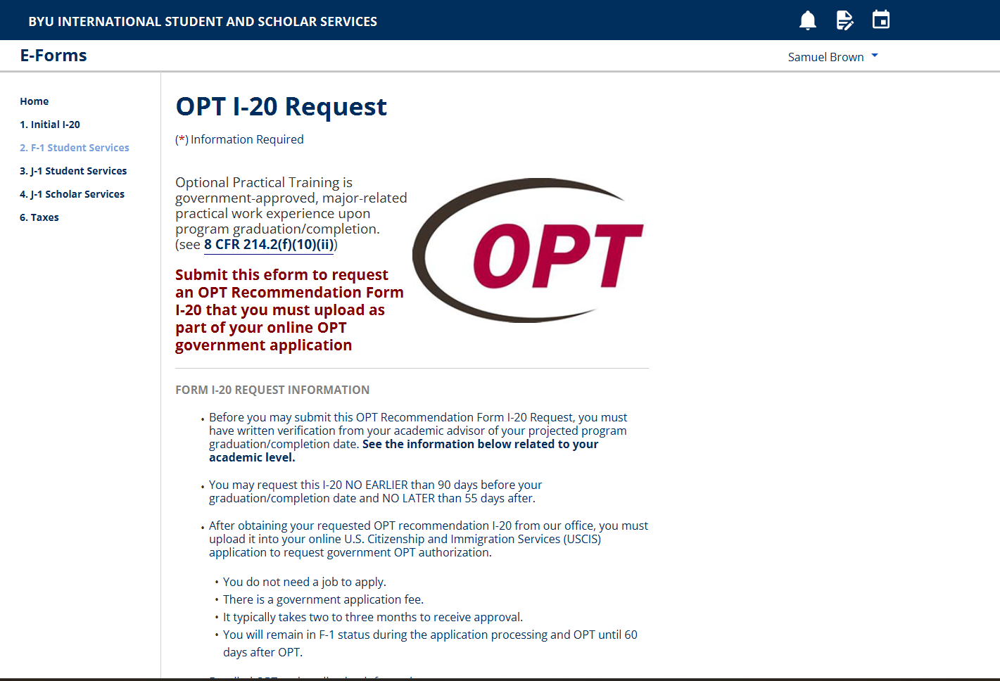 BYU INTERNATIONAL STUDENT AND SCHOLAR SERVICES
E-Forms
Samuel Brown
Home
1. Initial I-20
2. F-1 Student Services
3. J-1 Student Services
4. J-1 Scholar Services
6. Taxes
OPT I-20 Request
(*) Information Required
Optional Practical Training is
government-approved, major-related
practical work experience upon
program graduation/completion.
(see 8 CFR 214.2(f)(10)(ii))
OPT
Submit this eform to request
an OPT Recommendation Form
I-20 that you must upload as
part of your online OPT
government application
FORM I-20 REQUEST INFORMATION
• Before you may submit this OPT Recommendation Form I-20 Request, you must
have written verification from your academic advisor of your projected program
graduation/completion date. See the information below related to your
academic level.
• You may request this I-20 NO EARLIER than 90 days before your
graduation/completion date and NO LATER than 55 days after.
• After obtaining your requested OPT recommendation I-20 from our office, you must
upload it into your online U.S. Citizenship and Immigration Services (USCIS)
application to request government OPT authorization.
• You do not need a job to apply.
• There is a government application fee.
• It typically takes two to three months to receive approval.
• You will remain in F-1 status during the application processing and OPT until 60
days after OPT.